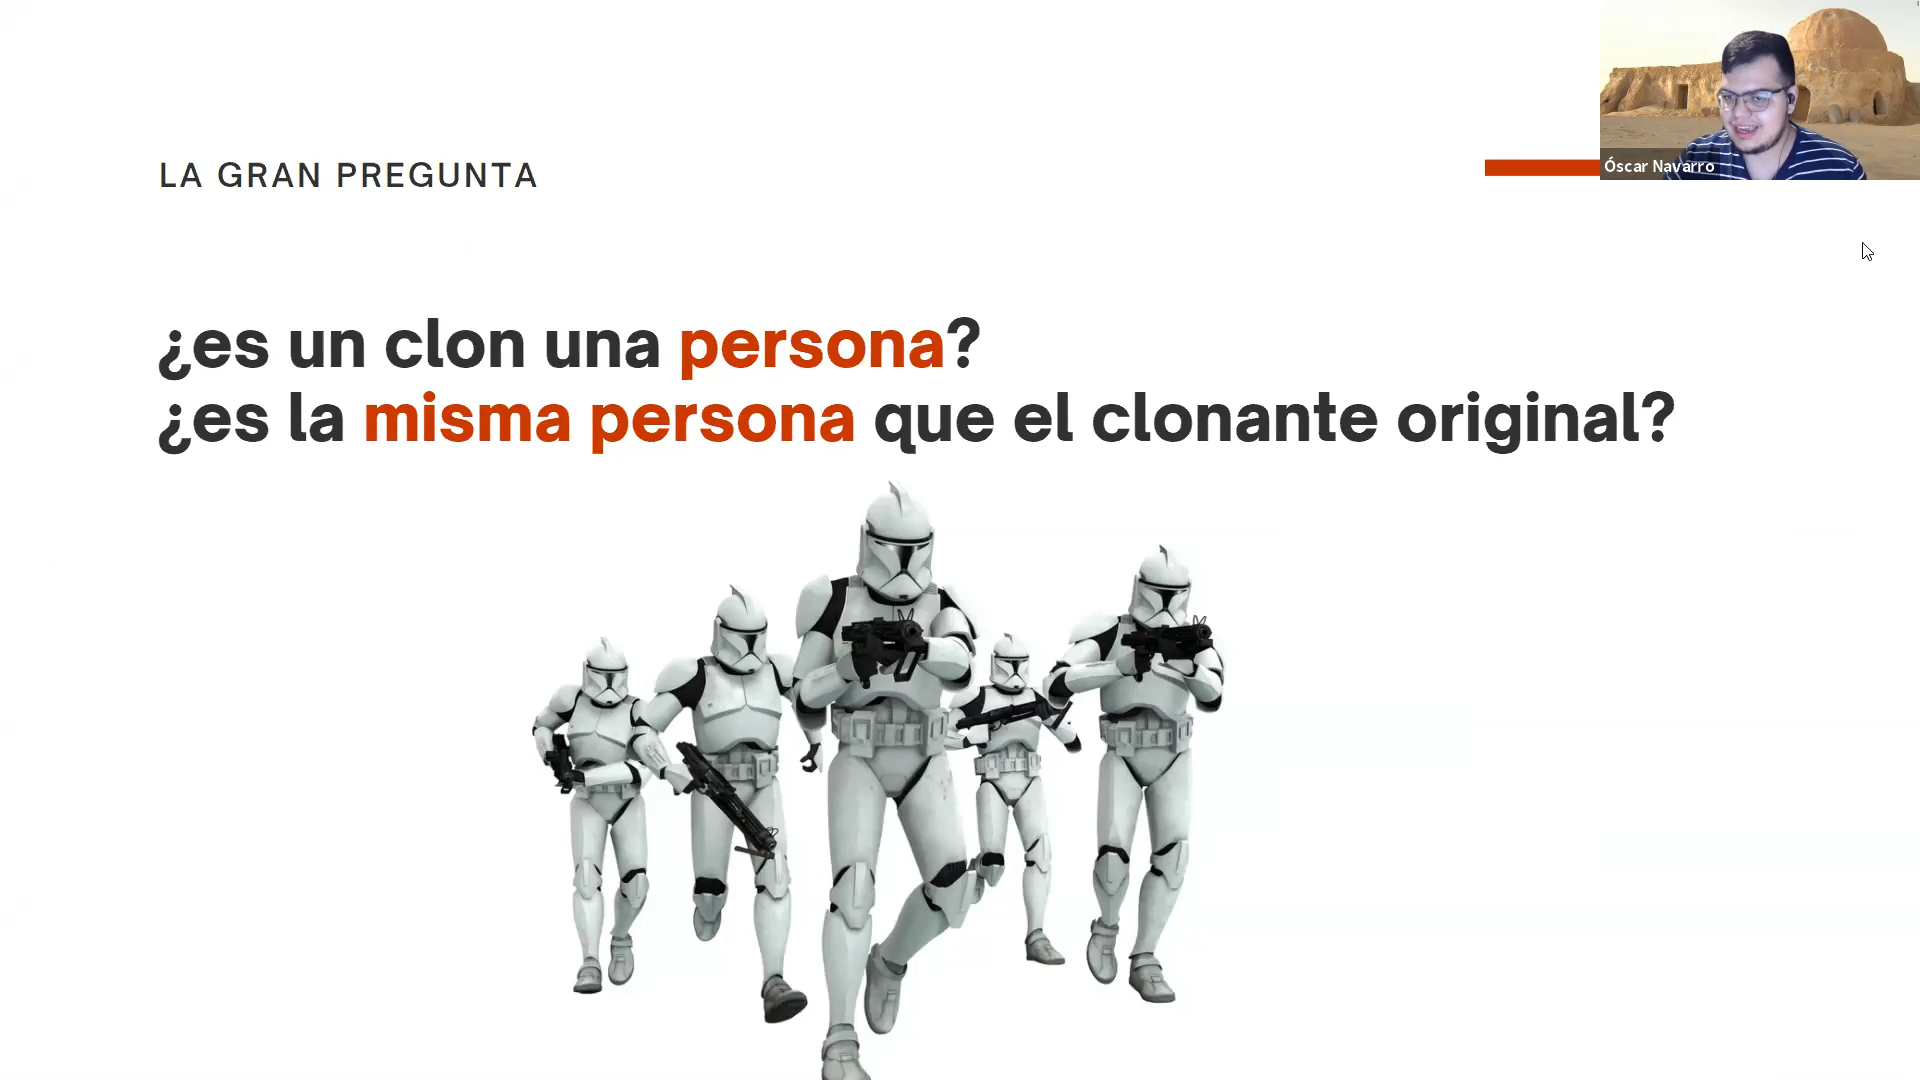 LA GRAN PREGUNTA
Óscar Navarro
¿es un clon una persona?
¿es la misma persona que el clonante original?